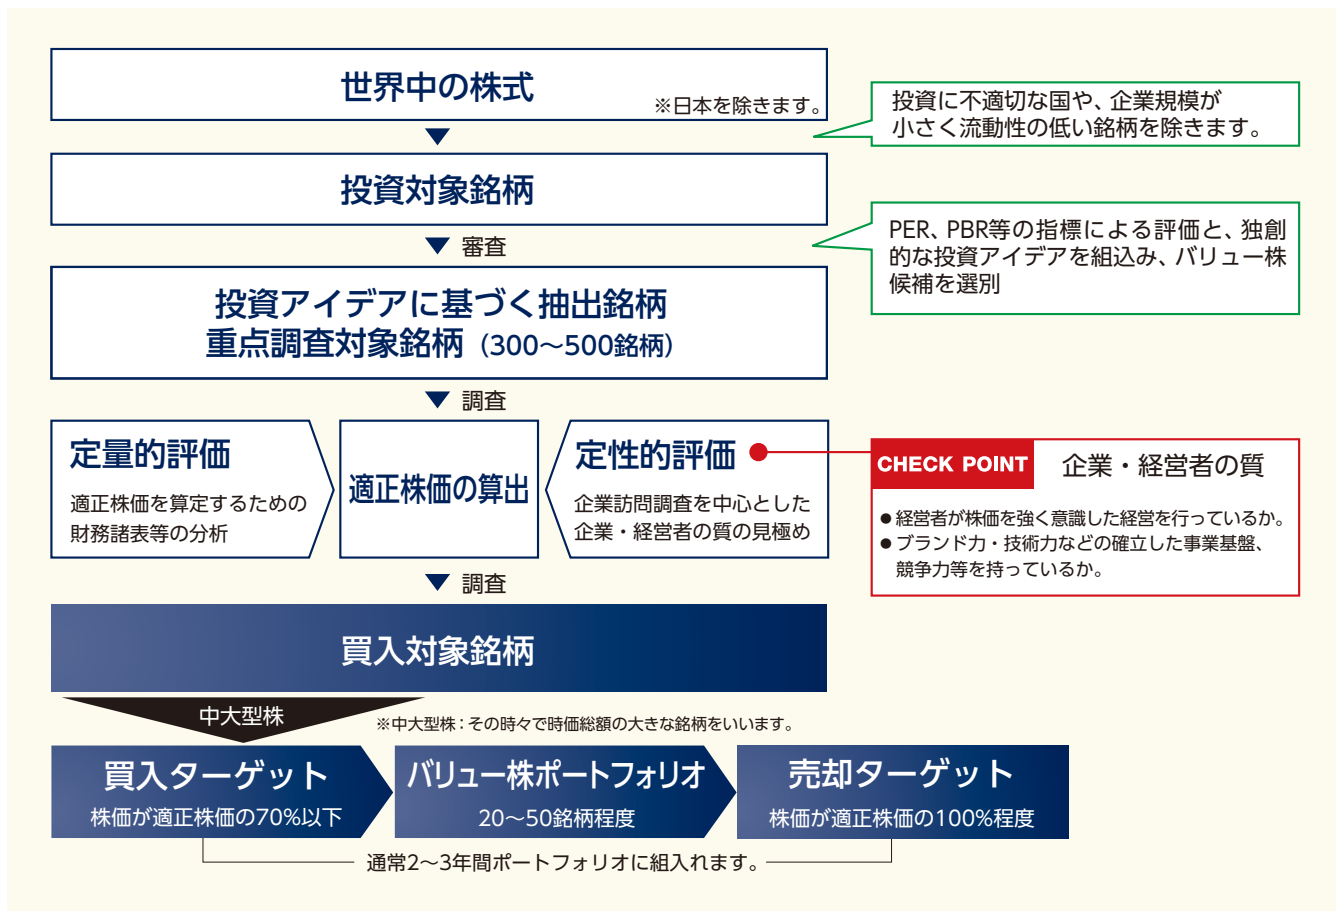 世界中の株式
※日本を除きます。
投資に不適切な国や、企業規模が
小さく流動性の低い銘柄を除きます。
投資対象銘柄
審査
PER、PBR等の指標による評価と、独創
的な投資アイデアを組込み、バリュー株
候補を選別
投資アイデアに基づく抽出銘柄
重点調査対象銘柄（300〜500銘柄）
調査
定量的評価
適正株価を算定するための
財務諸表等の分析
適正株価の算出
定性的評価
企業訪問調査を中心とした
企業・経営者の質の見極め
CHECK POINT 企業・経営者の質
●経営者が株価を強く意識した経営を行っているか。
●ブランド力・技術力などの確立した事業基盤、
競争力等を持っているか。
調査
買入対象銘柄
中大型株
※中大型株：その時々で時価総額の大きな銘柄をいいます。
買入ターゲット
株価が適正株価の70%以下
バリュー株ポートフォリオ
20〜50銘柄程度
売却ターゲット
株価が適正株価の100%程度
通常2〜3年間ポートフォリオに組入れます。